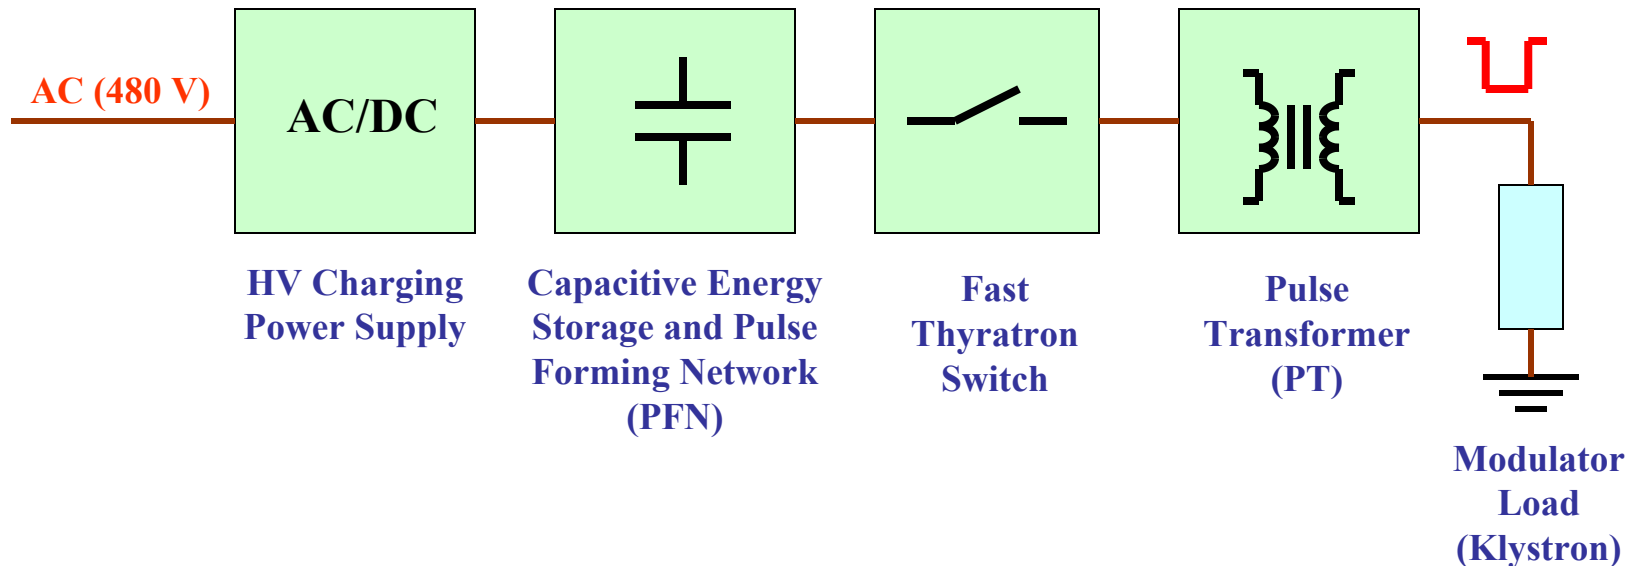 AC (480 V)
AC/DC
HV Charging
Power Supply
Capacitive Energy
Storage and Pulse
Forming Network
(PFN)
Fast
Thyratron
Switch
Pulse
Transformer
(PT)
Modulator
Load
(Klystron)